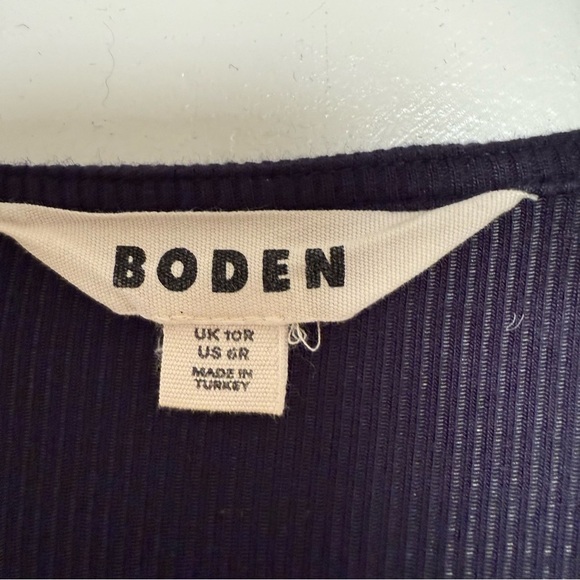 BODEN
UK 10R
US 6R
MADE IN
TURKEY